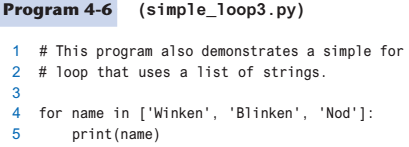 Program 4-6 (simple_loop3.py)
1 # This program also demonstrates a simple for
2 # loop that uses a list of strings.
3
4 for name in ['Winken', 'Blinken', 'Nod']:
5     print(name)